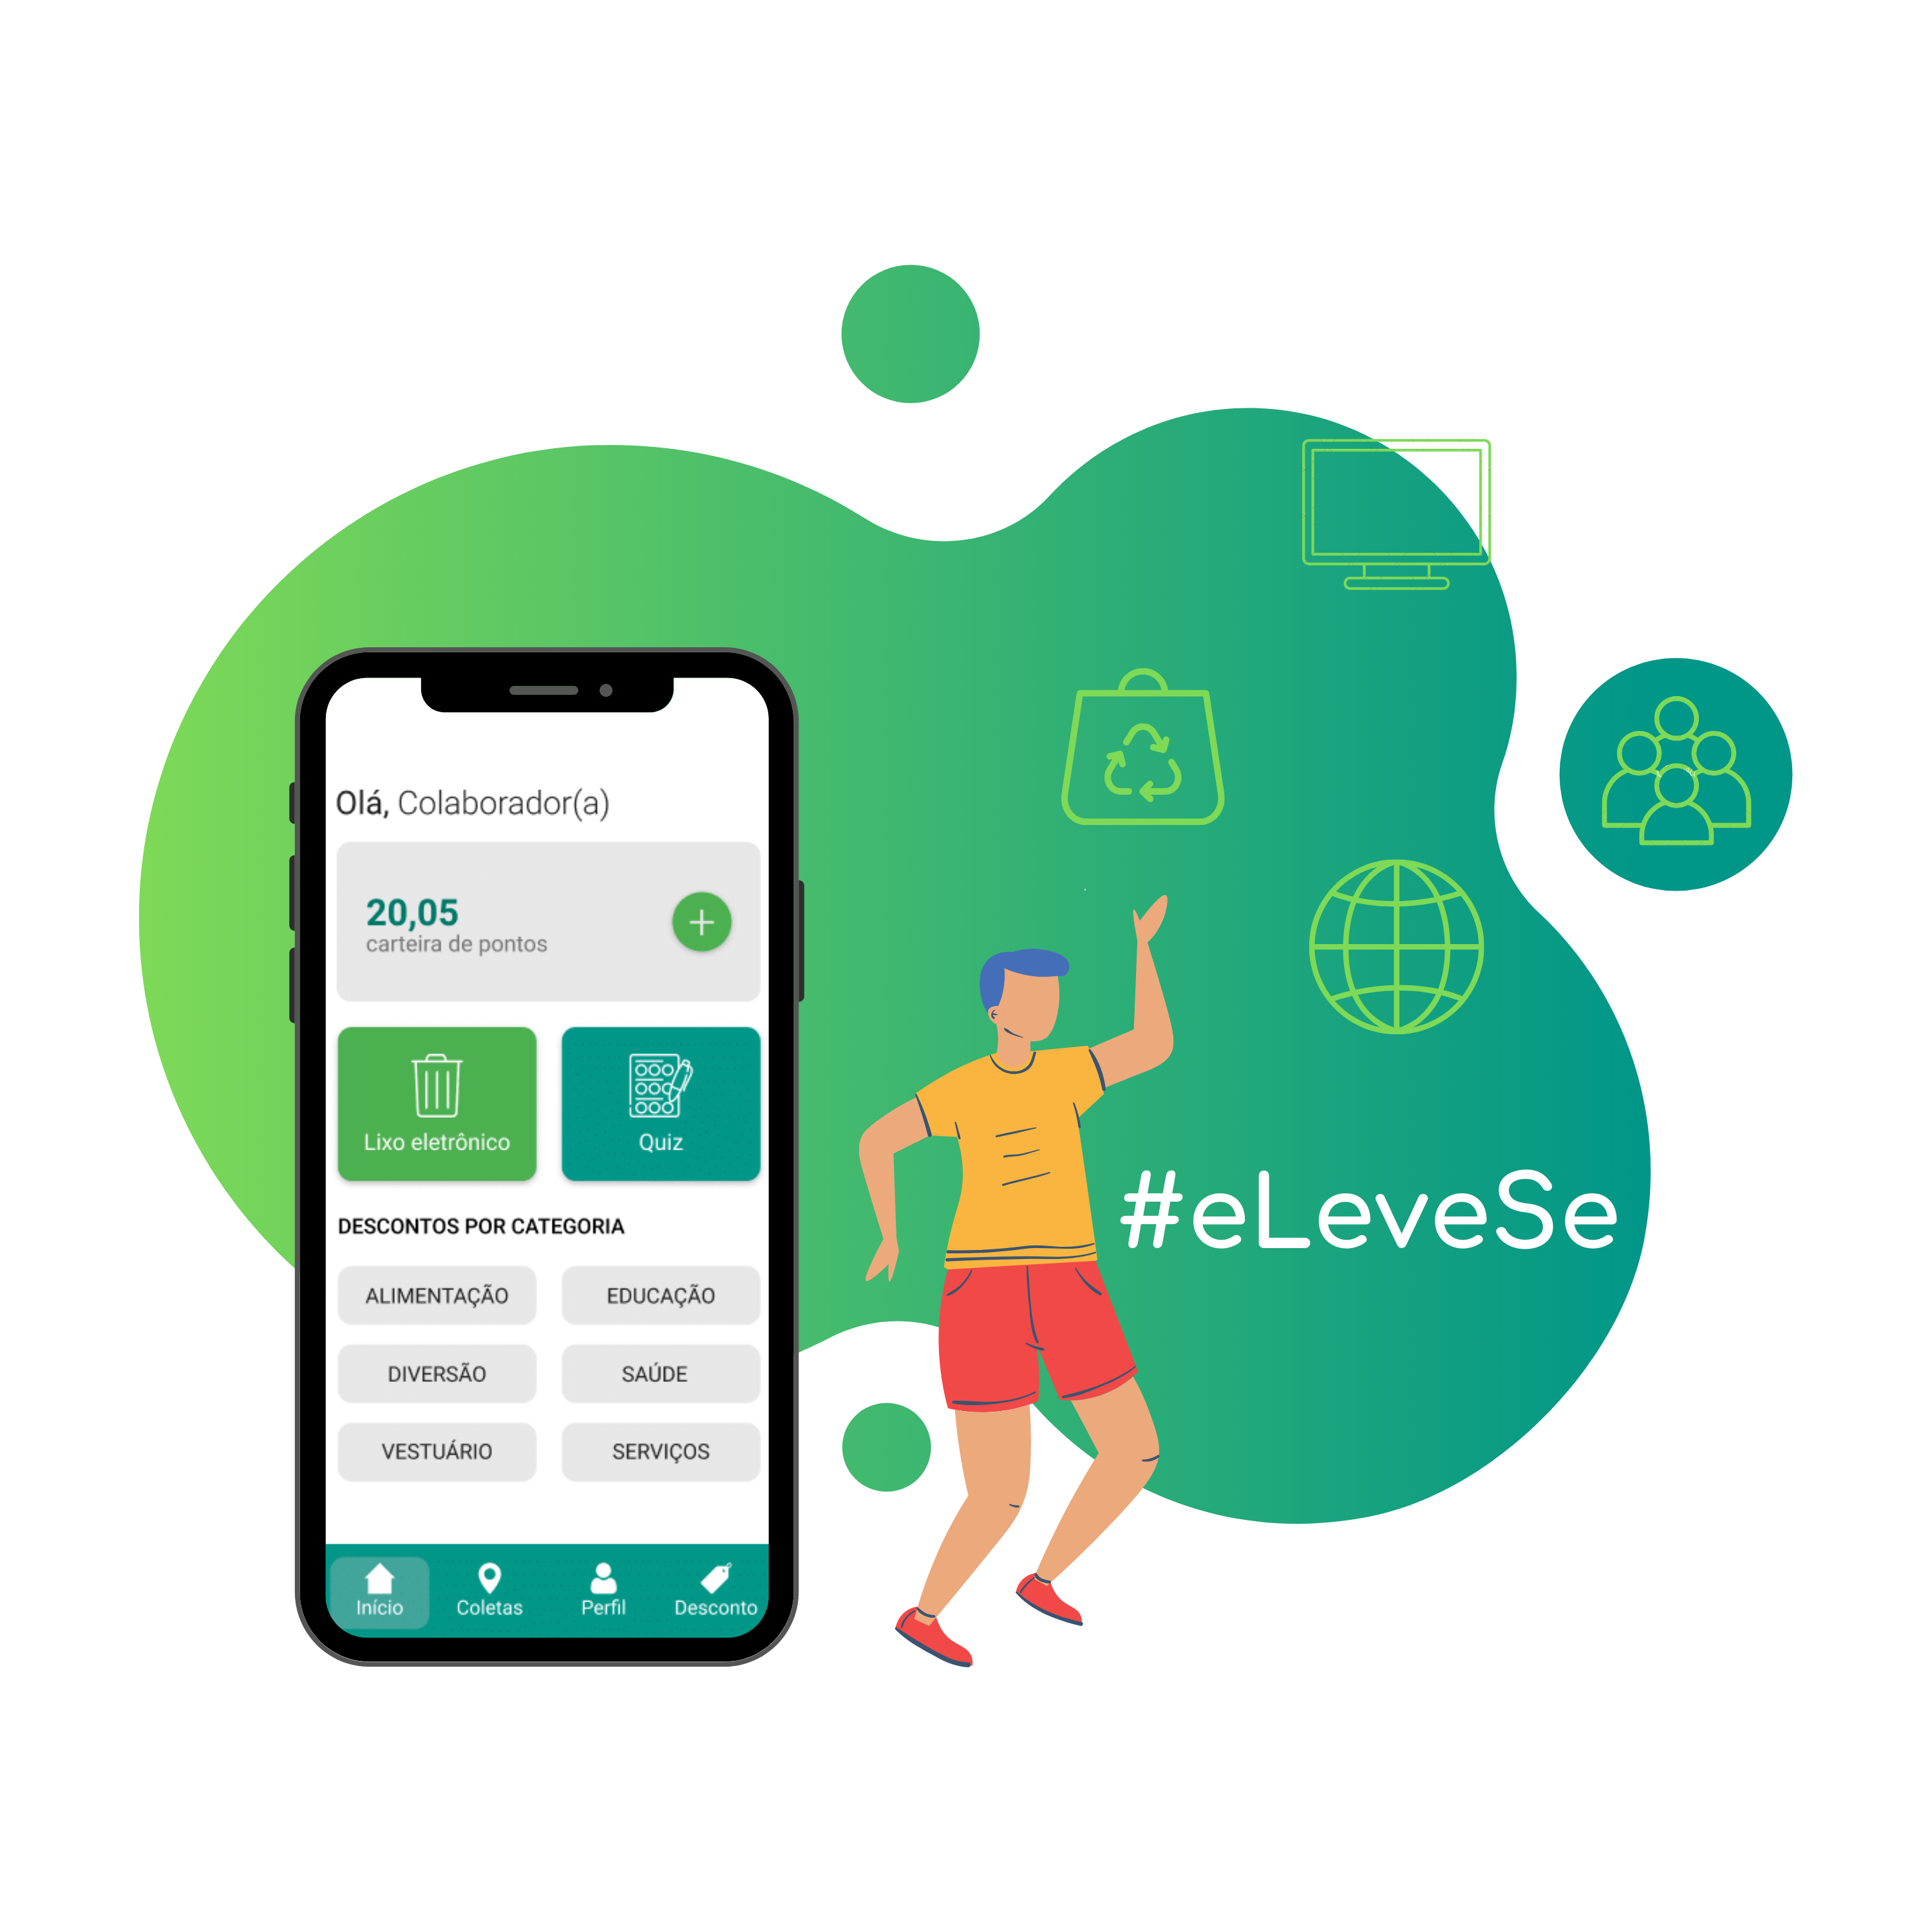 Olá, Colaborador(a)
20,05
carteira de pontos
Lixo eletrônico
Quiz
DESCONTOS POR CATEGORIA
ALIMENTAÇÃO
EDUCAÇÃO
DIVERSÃO
SAÚDE
VESTUÁRIO
SERVIÇOS
Início
Coletas
Perfil
Desconto
#eLeveSe